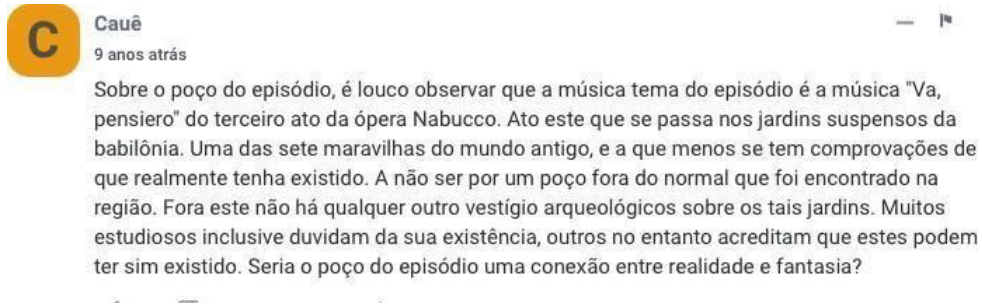 C
Cauê
9 anos atrás
Sobre o poço do episódio, é louco observar que a música tema do episódio é a música "Va,
pensiero" do terceiro ato da ópera Nabucco. Ato este que se passa nos jardins suspensos da
babilônia. Uma das sete maravilhas do mundo antigo, e a que menos se tem comprovações de
que realmente tenha existido. A não ser por um poço fora do normal que foi encontrado na
região. Fora este não há qualquer outro vestígio arqueológicos sobre os tais jardins. Muitos
estudiosos inclusive duvidam da sua existência, outros no entanto acreditam que estes podem
ter sim existido. Seria o poço do episódio uma conexão entre realidade e fantasia?